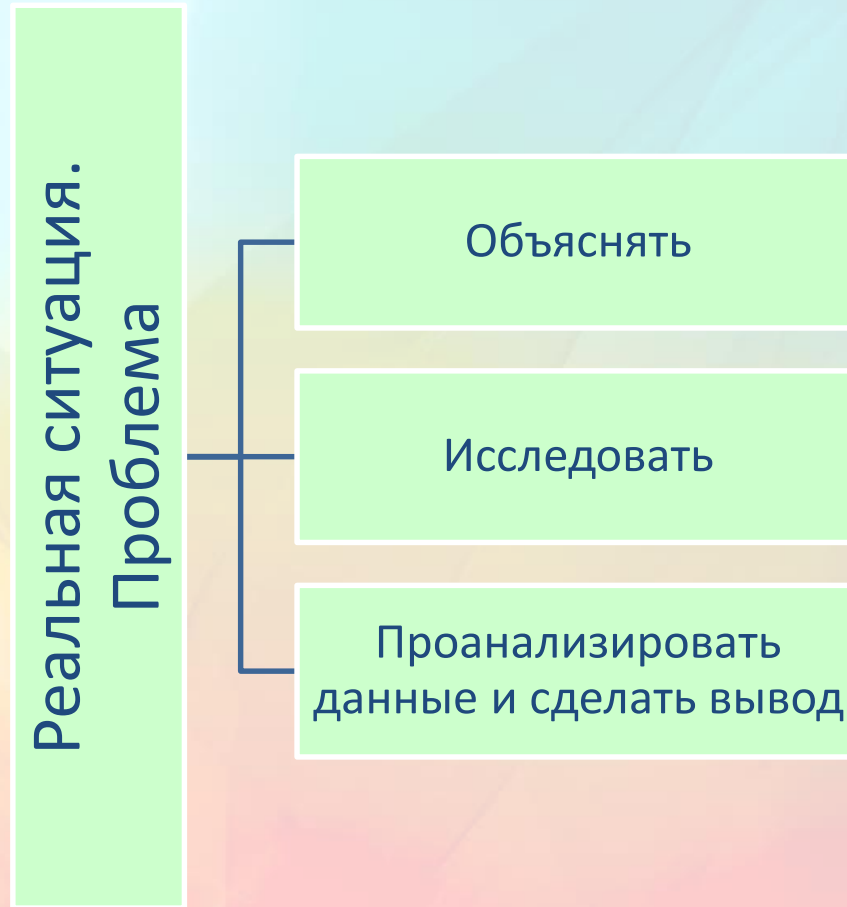 Реальная ситуация.
Проблема
Объяснять
Исследовать
Проанализировать
данные и сделать вывод